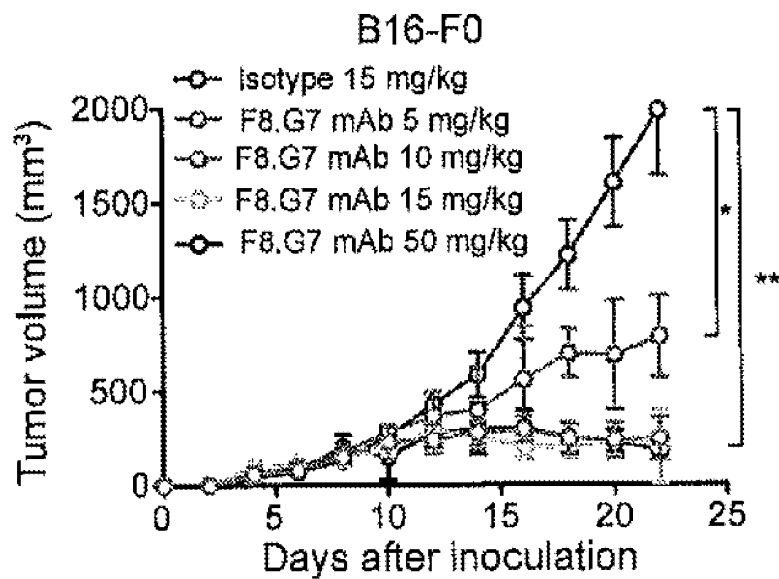 B16-F0
Isotype 15 mg/kg
F8.G7 mAb 5 mg/kg
F8.G7 mAb 10 mg/kg
F8.G7 mAb 15 mg/kg
F8.G7 mAb 50 mg/kg
Tumor volume (mm³)
2000
1500
1000
500
0
0 5 10 15 20 25
Days after inoculation
*
**